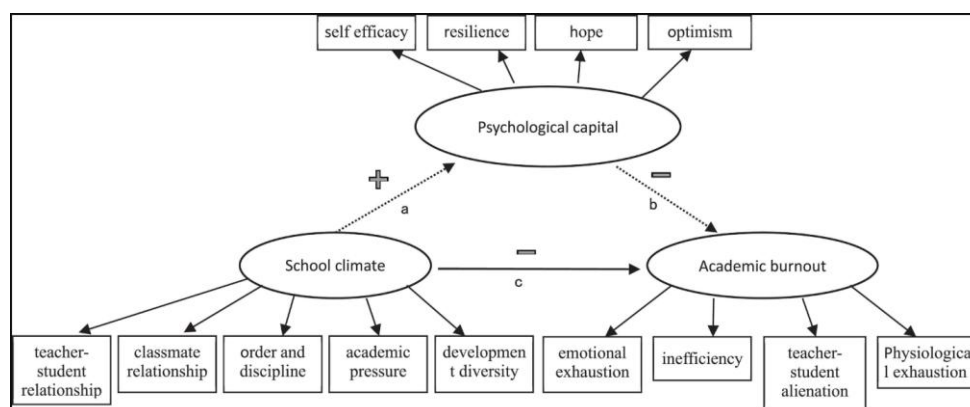 self efficacy
resilience
hope
optimism
Psychological capital
+
−
a
b
School climate
−
c
Academic burnout
teacher-
student
relationship
classmate
relationship
order and
discipline
academic
pressure
developmen
t diversity
emotional
exhaustion
inefficiency
teacher-
student
alienation
Physiologica
l exhaustion